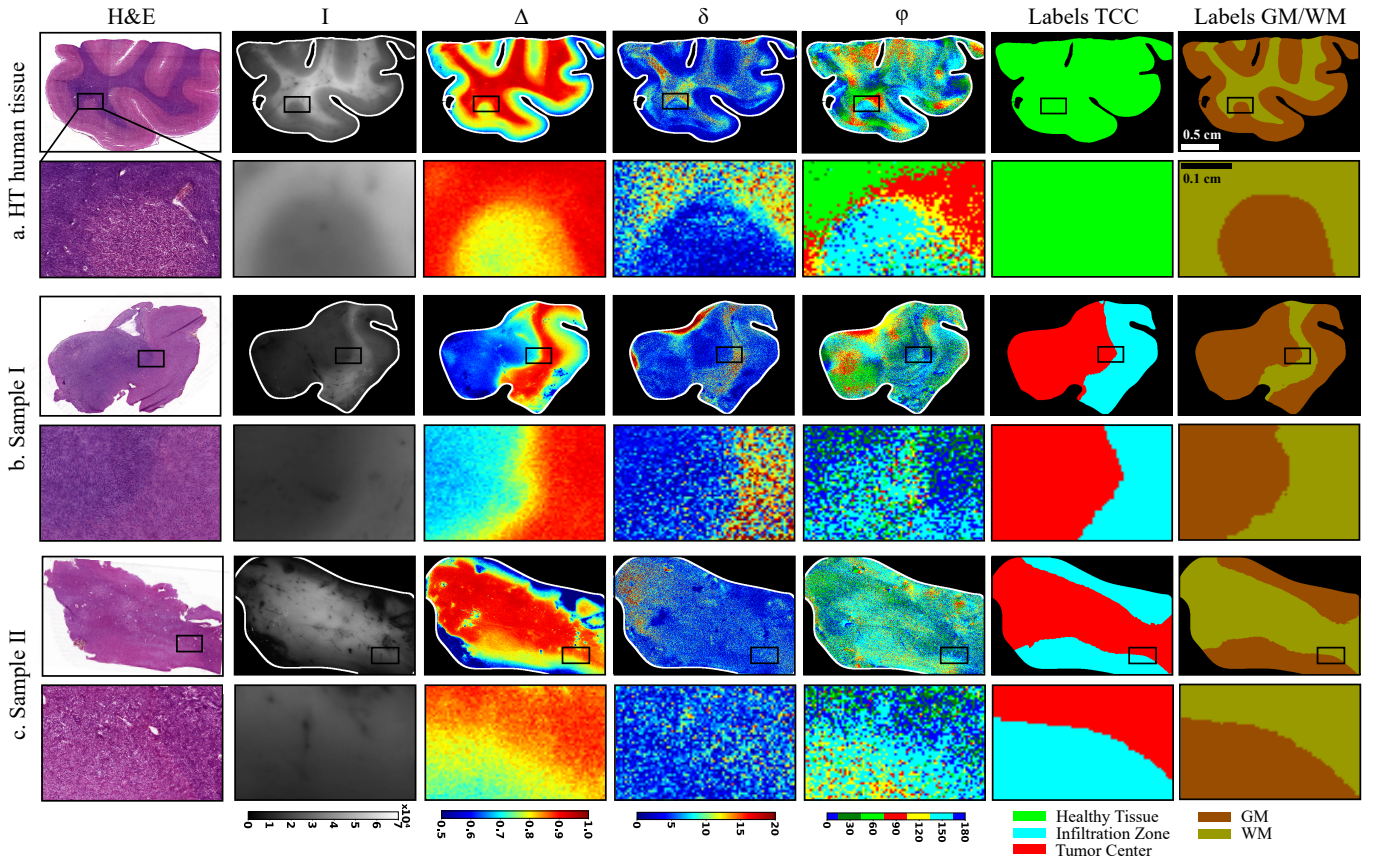 H&E I Δ δ φ Labels TCC Labels GM/WM
a. HT human tissue
0.5 cm
0.1 cm
b. Sample I
c. Sample II
0 1 2 3 4 5 6 7 x10⁴
0.5 0.6 0.7 0.8 0.9 1.0
0 5 10 15 20
0 30 60 90 120 150 180
Healthy Tissue
Infiltration Zone
Tumor Center
GM
WM